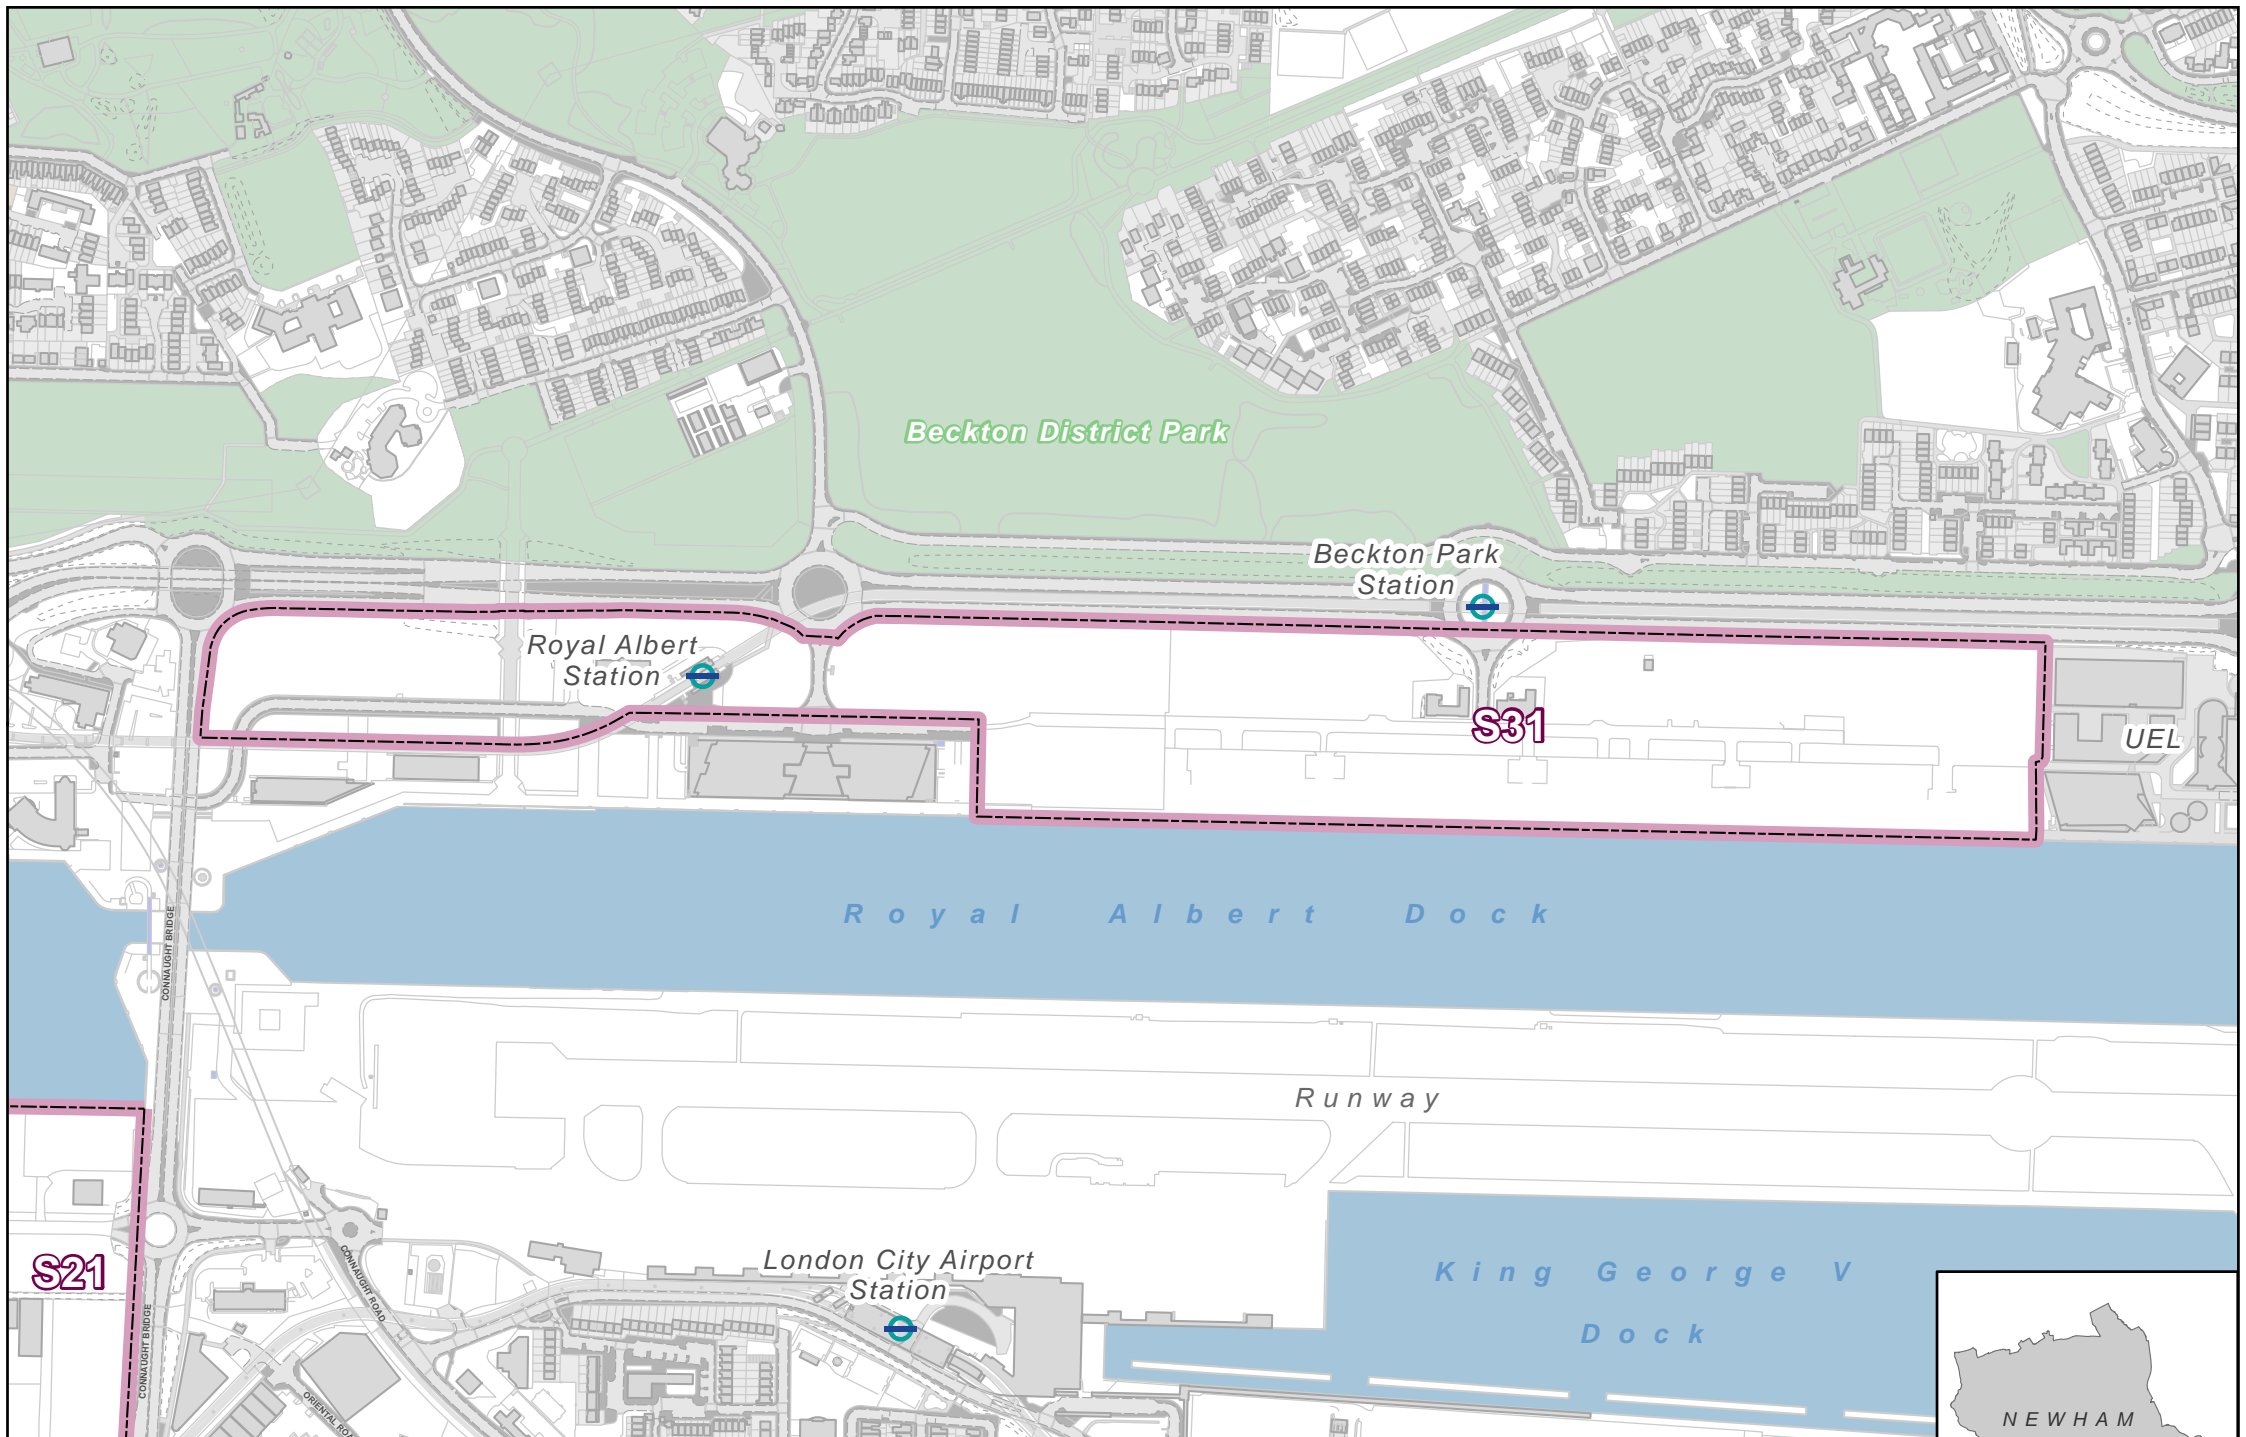 Beckton District Park
Beckton Park
Station
Royal Albert
Station
S31
UEL
Royal Albert Dock
CONNAUGHT BRIDGE
Runway
S21
CONNAUGHT ROAD
London City Airport
Station
King George V
Dock
CONNAUGHT BRIDGE
NEWHAM